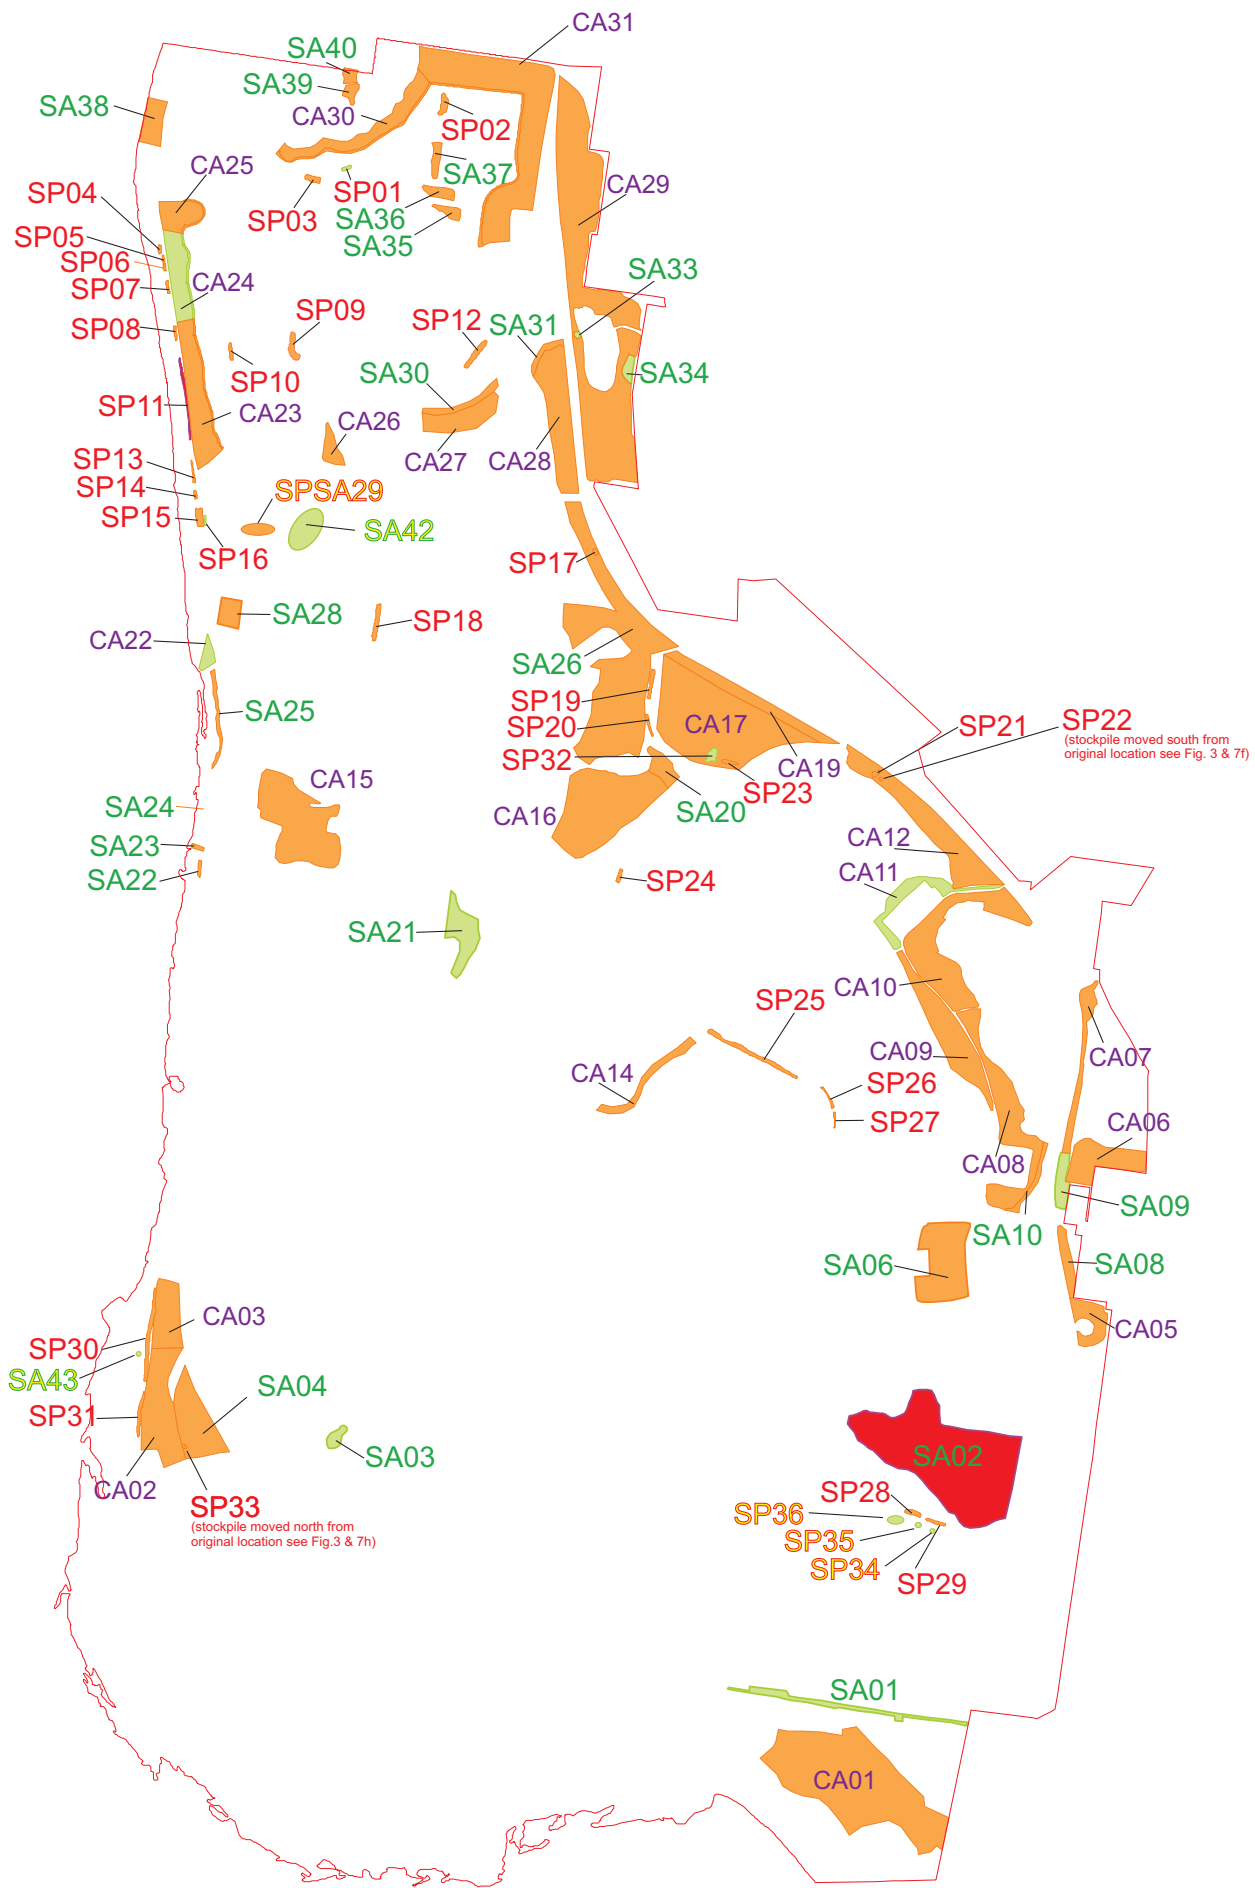 CA31
SA40
SA39
SA38
CA30
SP02
CA25
SA37
CA29
SP04
SP01
SP03
SA36
SP05
SA35
SP06
SA33
SP07
CA24
SP09
SP12
SA31
SP08
SA30
SA34
SP10
SP11
CA23
CA26
SP13
CA27
CA28
SP14
SPSA29
SP15
SA42
SP16
SP17
SA28
SP18
CA22
SA26
SA25
SP19
SP20
CA17
SP21
SP22
(stockpile moved south from
original location see Fig. 3 & 7f)
SP32
CA19
CA15
SP23
SA24
CA16
SA20
SA23
CA12
SA22
SP24
CA11
SA21
CA10
SP25
CA09
CA07
CA14
SP26
SP27
CA06
CA08
SA09
SA10
SA06
SA08
CA03
CA05
SP30
SA43
SA04
SP31
SA03
SA02
CA02
SP28
SP33
(stockpile moved north from
original location see Fig.3 & 7h)
SP36
SP35
SP34
SP29
SA01
CA01